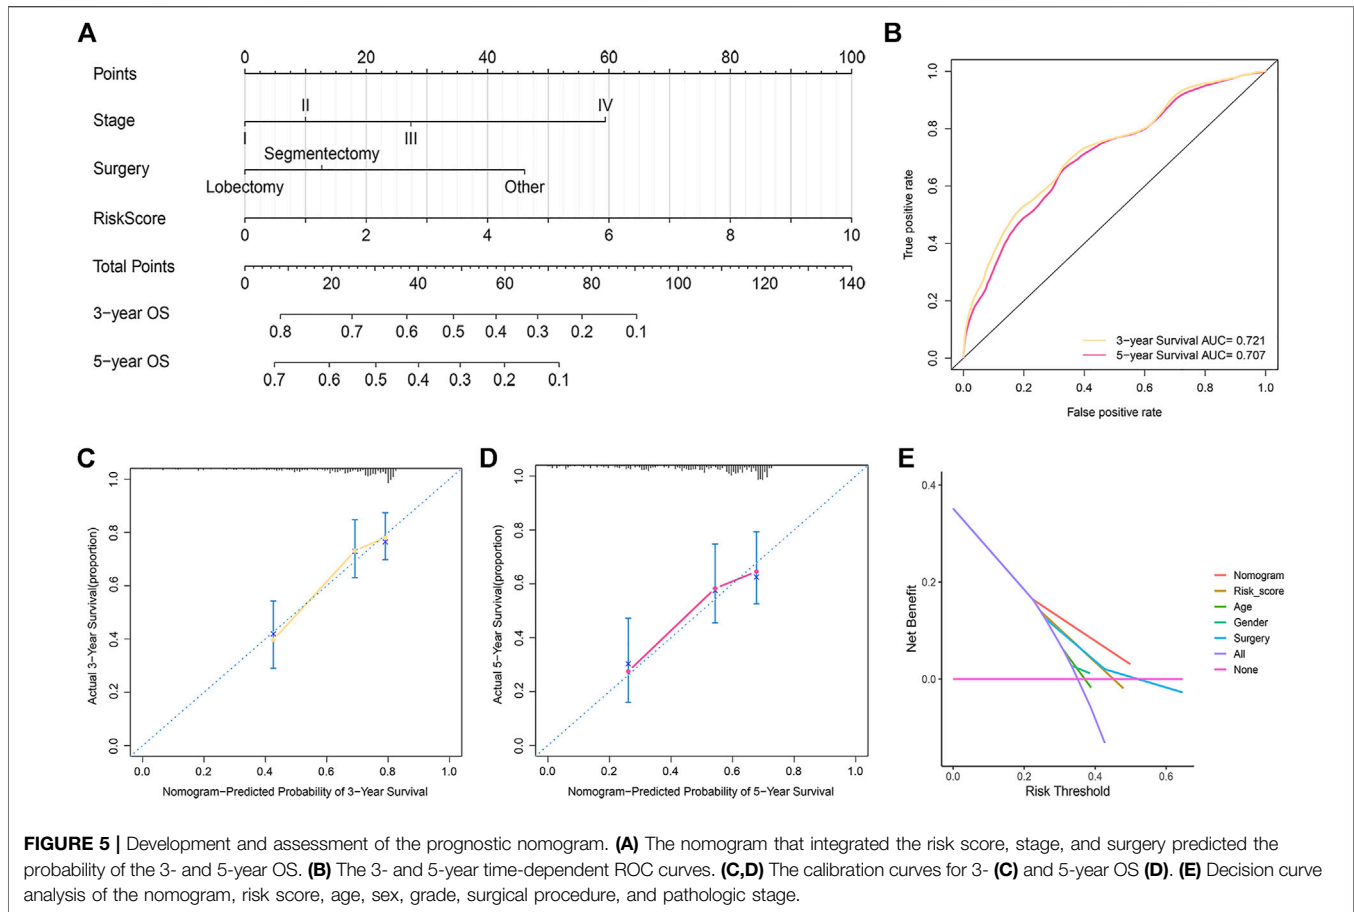 A
Points
0 20 40 60 80 100
Stage
II IV
I III
Surgery
Segmentectomy
Lobectomy Other
RiskScore
0 2 4 6 8 10
Total Points
0 20 40 60 80 100 120 140
3−year OS
0.8 0.7 0.6 0.5 0.4 0.3 0.2 0.1
5−year OS
0.7 0.6 0.5 0.4 0.3 0.2 0.1
B
True positive rate
1.0
0.8
0.6
0.4
0.2
0.0
3−year Survival AUC= 0.721
5−year Survival AUC= 0.707
0.0 0.2 0.4 0.6 0.8 1.0
False positive rate
C
Actual 3−Year Survival(proportion)
1.0
0.8
0.6
0.4
0.2
0.0
0.0 0.2 0.4 0.6 0.8 1.0
Nomogram−Predicted Probability of 3−Year Survival
D
Actual 5−Year Survival(proportion)
1.0
0.8
0.6
0.4
0.2
0.0
0.0 0.2 0.4 0.6 0.8 1.0
Nomogram−Predicted Probability of 5−Year Survival
E
Net Benefit
0.4
0.2
0.0
0.0 0.2 0.4 0.6
Risk Threshold
Nomogram
Risk_score
Age
Gender
Surgery
All
None
FIGURE 5 | Development and assessment of the prognostic nomogram. (A) The nomogram that integrated the risk score, stage, and surgery predicted the
probability of the 3- and 5-year OS. (B) The 3- and 5-year time-dependent ROC curves. (C,D) The calibration curves for 3- (C) and 5-year OS (D). (E) Decision curve
analysis of the nomogram, risk score, age, sex, grade, surgical procedure, and pathologic stage.